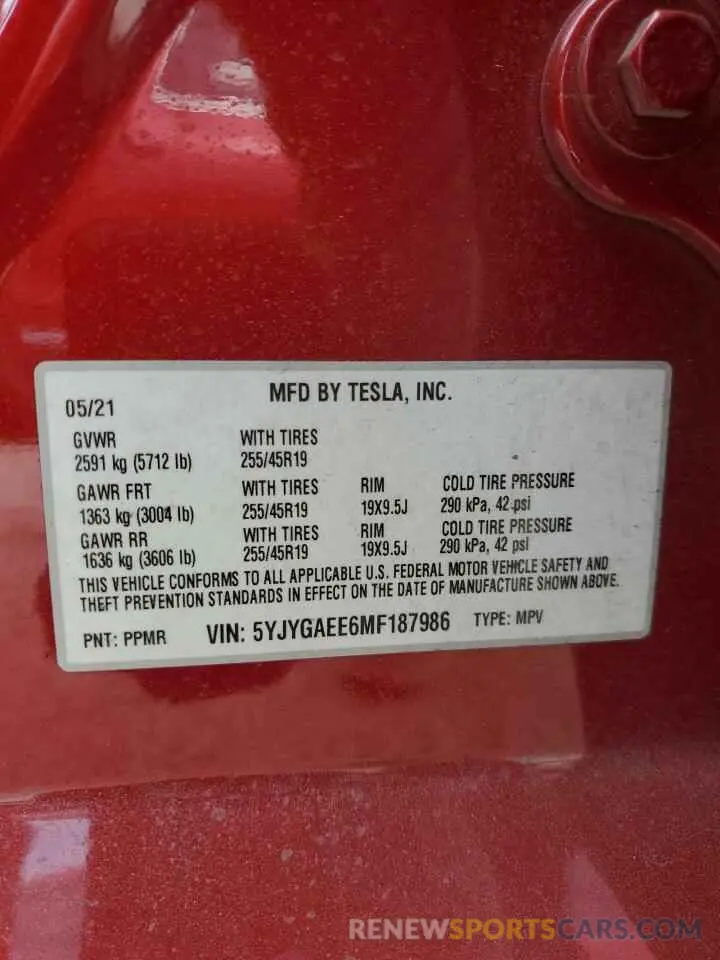 MFD BY TESLA, INC.
05/21
GVWR WITH TIRES
2591 kg (5712 lb) 255/45R19
GAWR FRT WITH TIRES RIM COLD TIRE PRESSURE
1363 kg (3004 lb) 255/45R19 19X9.5J 290 kPa, 42 psi
GAWR RR WITH TIRES RIM COLD TIRE PRESSURE
1636 kg (3606 lb) 255/45R19 19X9.5J 290 kPa, 42 psi
THIS VEHICLE CONFORMS TO ALL APPLICABLE U.S. FEDERAL MOTOR VEHICLE SAFETY AND
THEFT PREVENTION STANDARDS IN EFFECT ON THE DATE OF MANUFACTURE SHOWN ABOVE.
PNT: PPMR VIN: 5YJYGAEE6MF187986 TYPE: MPV
RENEWSPORTSCARS.COM